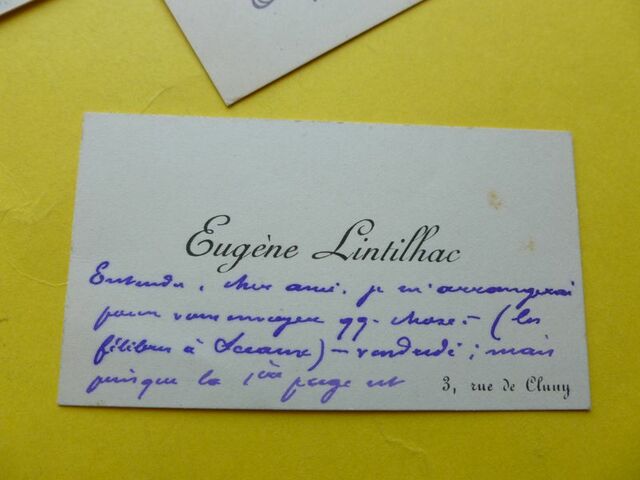 Eugène Lintilhac
Entendu, cher ami, je m'arrangerai
pour vous envoyer qq. chose – (les
félibres à Sceaux) – vendredi ; mais
puisque la 1ère page est
3, rue de Cluny